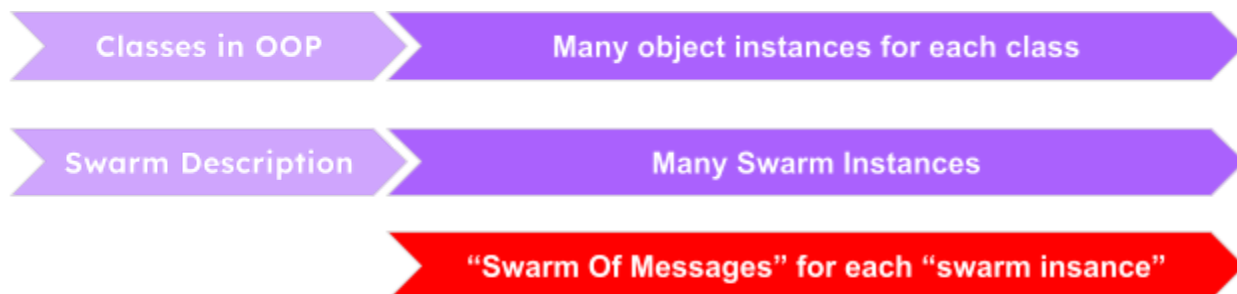 Classes in OOP
Many object instances for each class
Swarm Description
Many Swarm Instances
“Swarm Of Messages” for each “swarm insance”